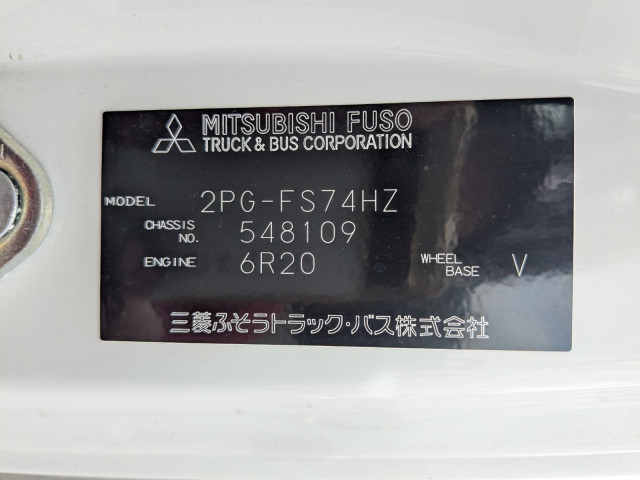 MITSUBISHI FUSO
TRUCK & BUS CORPORATION
MODEL 2PG-FS74HZ
CHASSIS NO. 548109
ENGINE 6R20 WHEEL BASE V
三菱ふそうトラック・バス株式会社